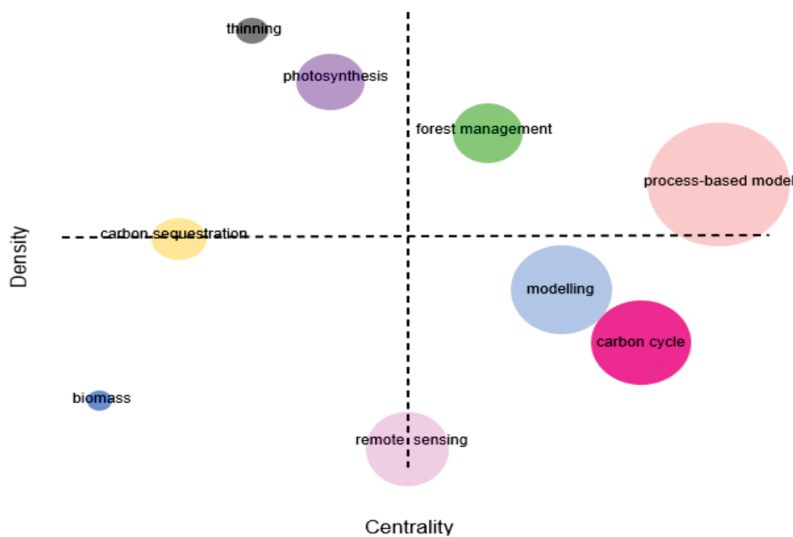 thinning
photosynthesis
forest management
process-based model
carbon sequestration
Density
modelling
carbon cycle
biomass
remote sensing
Centrality